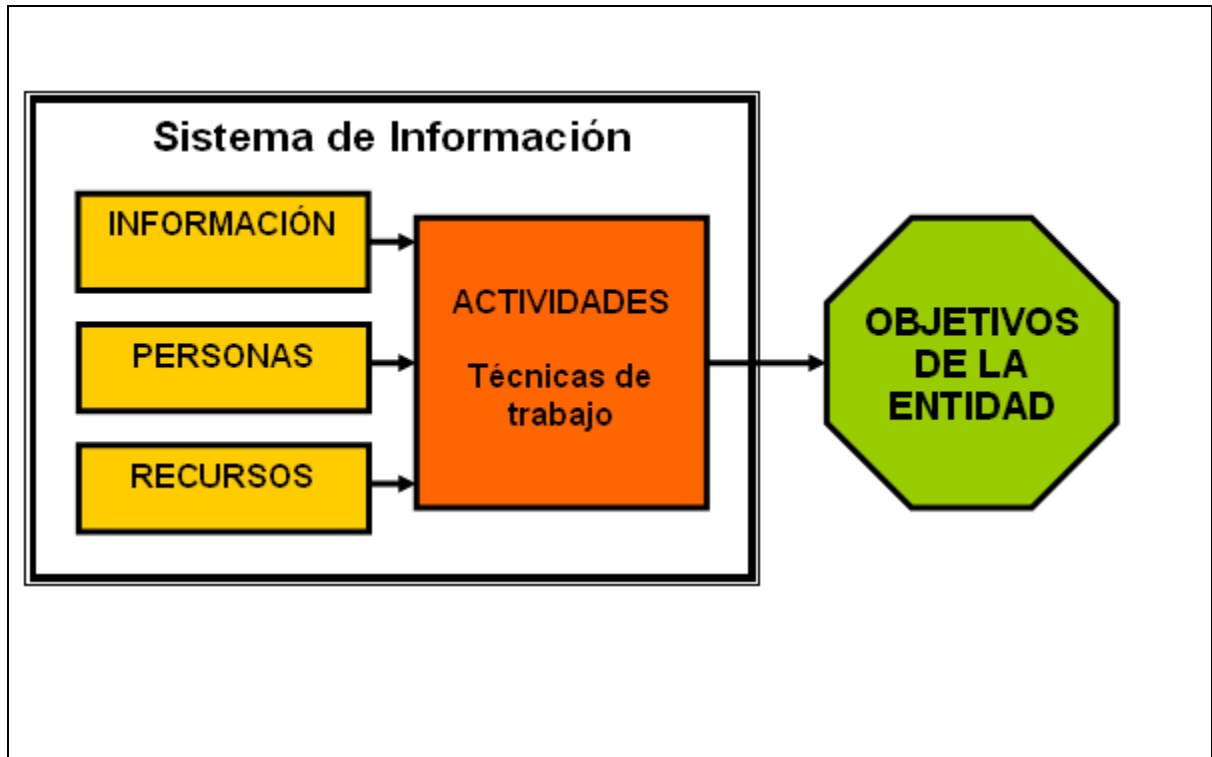 Sistema de Información
INFORMACIÓN
PERSONAS
RECURSOS
ACTIVIDADES
Técnicas de
trabajo
OBJETIVOS
DE LA
ENTIDAD